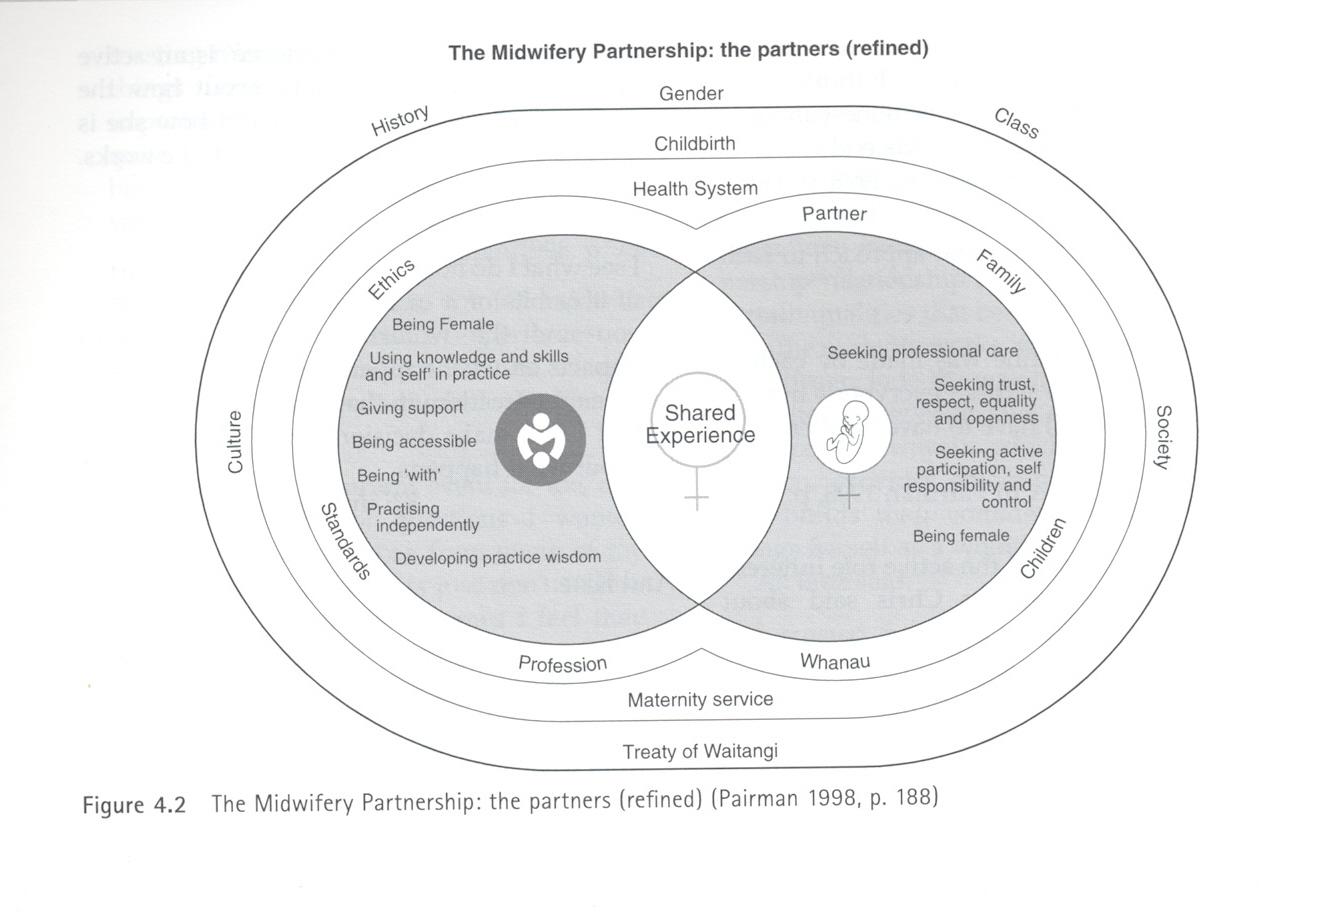 The Midwifery Partnership: the partners (refined)
Gender
History
Class
Childbirth
Health System
Partner
Ethics
Family
Being Female
Using knowledge and skills
and ‘self’ in practice
Giving support
Being accessible
Being ‘with’
Practising
independently
Developing practice wisdom
Shared
Experience
Seeking professional care
Seeking trust,
respect, equality
and openness
Seeking active
participation, self
responsibility and
control
Being female
Culture
Society
Standards
Children
Profession
Whanau
Maternity service
Treaty of Waitangi
Figure 4.2 The Midwifery Partnership: the partners (refined) (Pairman 1998, p. 188)